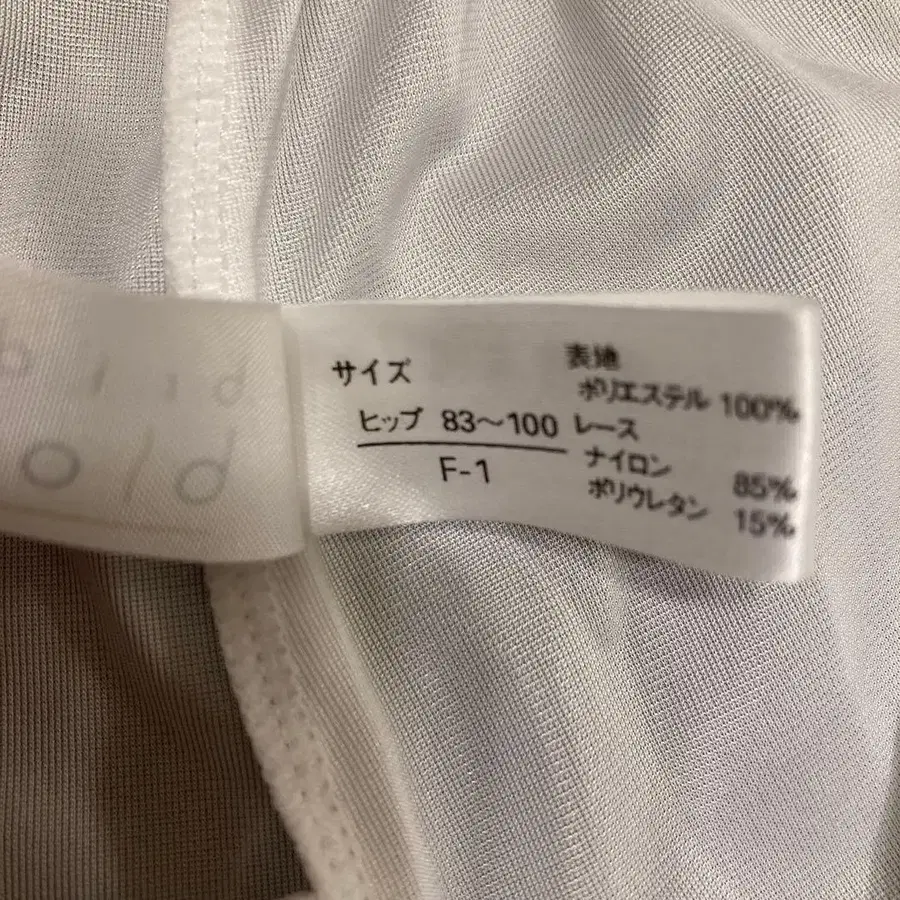 サイズ
ヒップ 83〜100
F-1
表地
ポリエステル 100%
レース
ナイロン 85%
ポリウレタン 15%